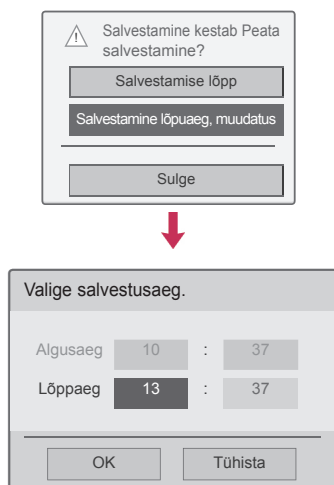 Salvestamine kestab Peata
salvestamine?
Salvestamise lõpp
Salvestamine lõpuaeg, muudatus
Sulge
Valige salvestusaeg.
Algusaeg 10 : 37
Lõppaeg 13 : 37
OK Tühista